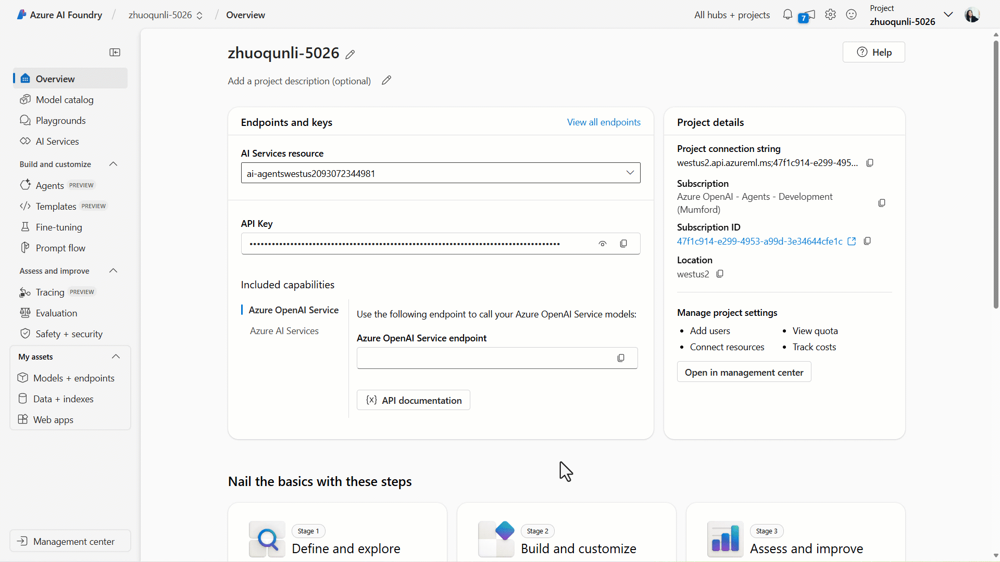 Azure AI Foundry / zhuoqunli-5026 / Overview
All hubs + projects
7
Project
zhuoqunli-5026
Overview
Model catalog
Playgrounds
AI Services
Build and customize
Agents PREVIEW
Templates PREVIEW
Fine-tuning
Prompt flow
Assess and improve
Tracing PREVIEW
Evaluation
Safety + security
My assets
Models + endpoints
Data + indexes
Web apps
Management center
zhuoqunli-5026
Help
Add a project description (optional)
Endpoints and keys
View all endpoints
AI Services resource
ai-agentswestus2093072344981
API Key
••••••••••••••••••••••••••••••••••••••••••••••••••••••••••••••••••••••••••••••••••••
Included capabilities
Azure OpenAI Service
Azure AI Services
Use the following endpoint to call your Azure OpenAI Service models:
Azure OpenAI Service endpoint
{x} API documentation
Project details
Project connection string
westus2.api.azureml.ms;47f1c914-e299-495...
Subscription
Azure OpenAI - Agents - Development
(Mumford)
Subscription ID
47f1c914-e299-4953-a99d-3e34644cfe1c
Location
westus2
Manage project settings
• Add users
• View quota
• Connect resources
• Track costs
Open in management center
Nail the basics with these steps
Stage 1
Define and explore
Stage 2
Build and customize
Stage 3
Assess and improve